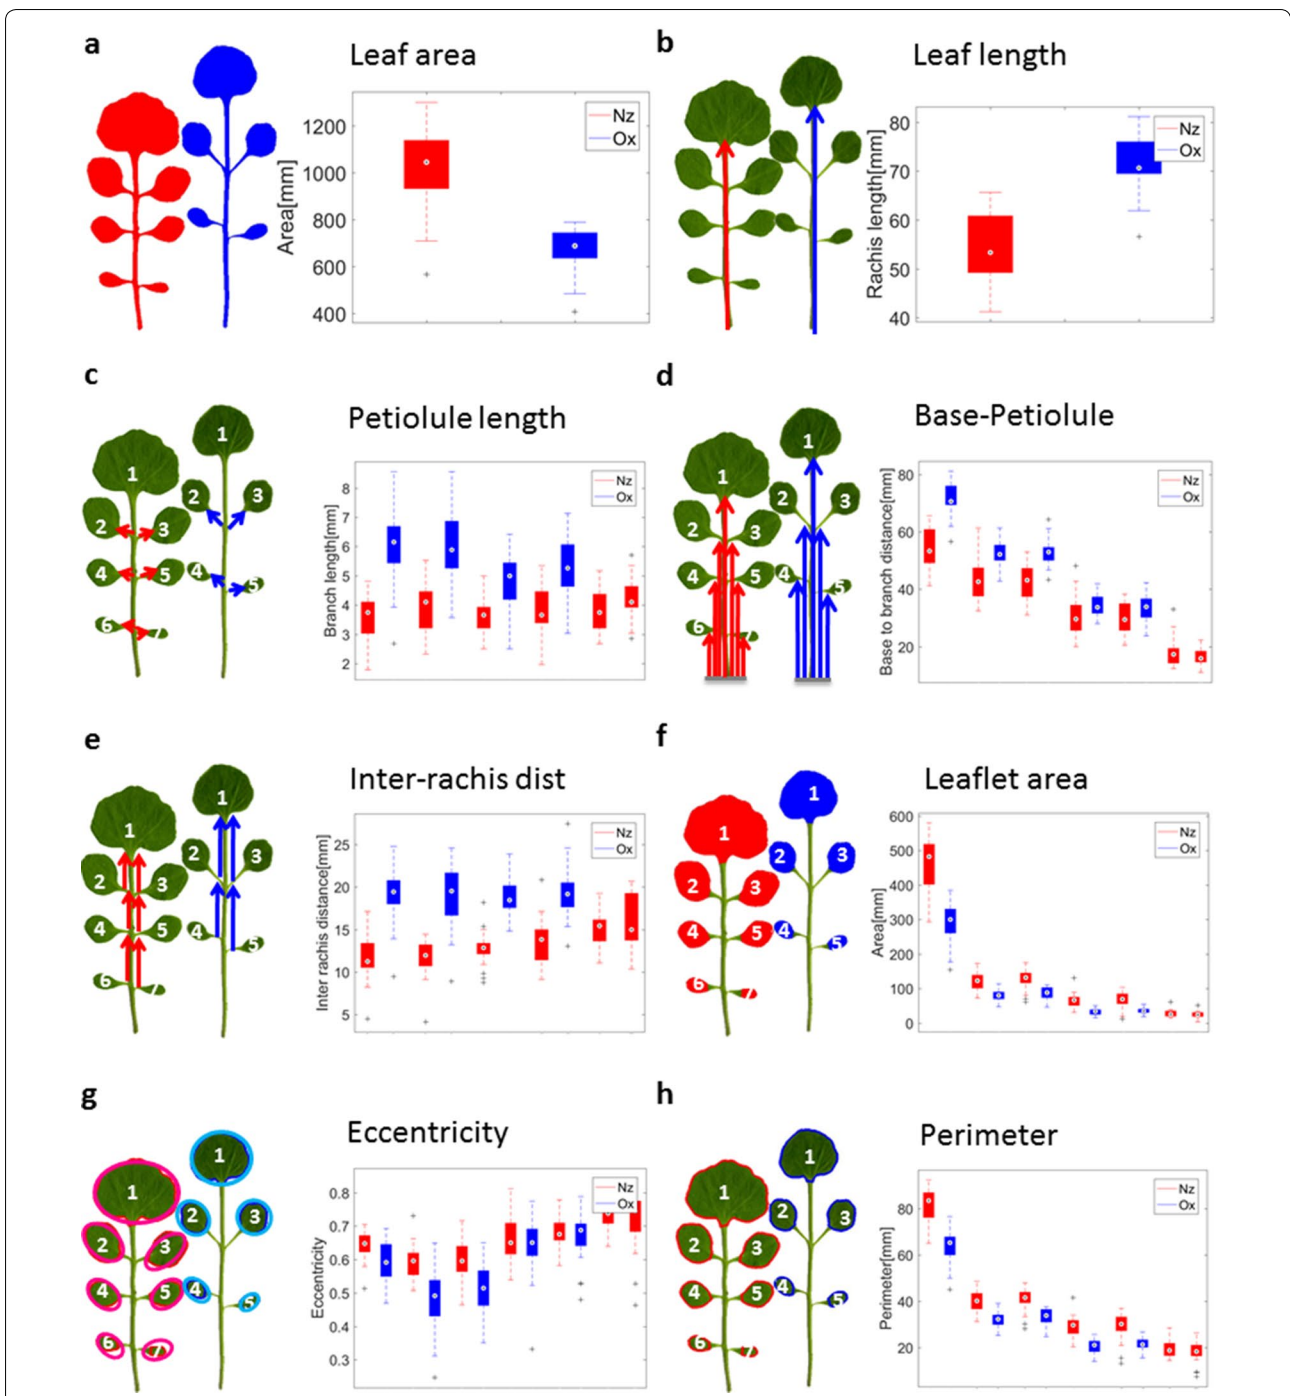 a
Leaf area
Area[mm]
1200
1000
800
600
400
Nz
Ox
b
Leaf length
Rachis length[mm]
80
70
60
50
40
Nz
Ox
c
1
2
3
4
5
6
7
1
2
3
4
5
Petiolule length
Branch length[mm]
8
7
6
5
4
3
2
Nz
Ox
d
1
2
3
4
5
6
7
1
2
3
4
5
Base-Petiolule
Base to branch distance[mm]
80
60
40
20
Nz
Ox
e
1
2
3
4
5
6
7
1
2
3
4
5
Inter-rachis dist
Inter rachis distance[mm]
25
20
15
10
5
Nz
Ox
f
1
2
3
4
5
6
7
1
2
3
4
5
Leaflet area
Area[mm]
600
500
400
300
200
100
0
Nz
Ox
g
1
2
3
4
5
6
7
1
2
3
4
5
Eccentricity
Eccentricity
0.8
0.7
0.6
0.5
0.4
0.3
Nz
Ox
h
1
2
3
4
5
6
7
1
2
3
4
5
Perimeter
Perimeter[mm]
80
60
40
20
Nz
Ox